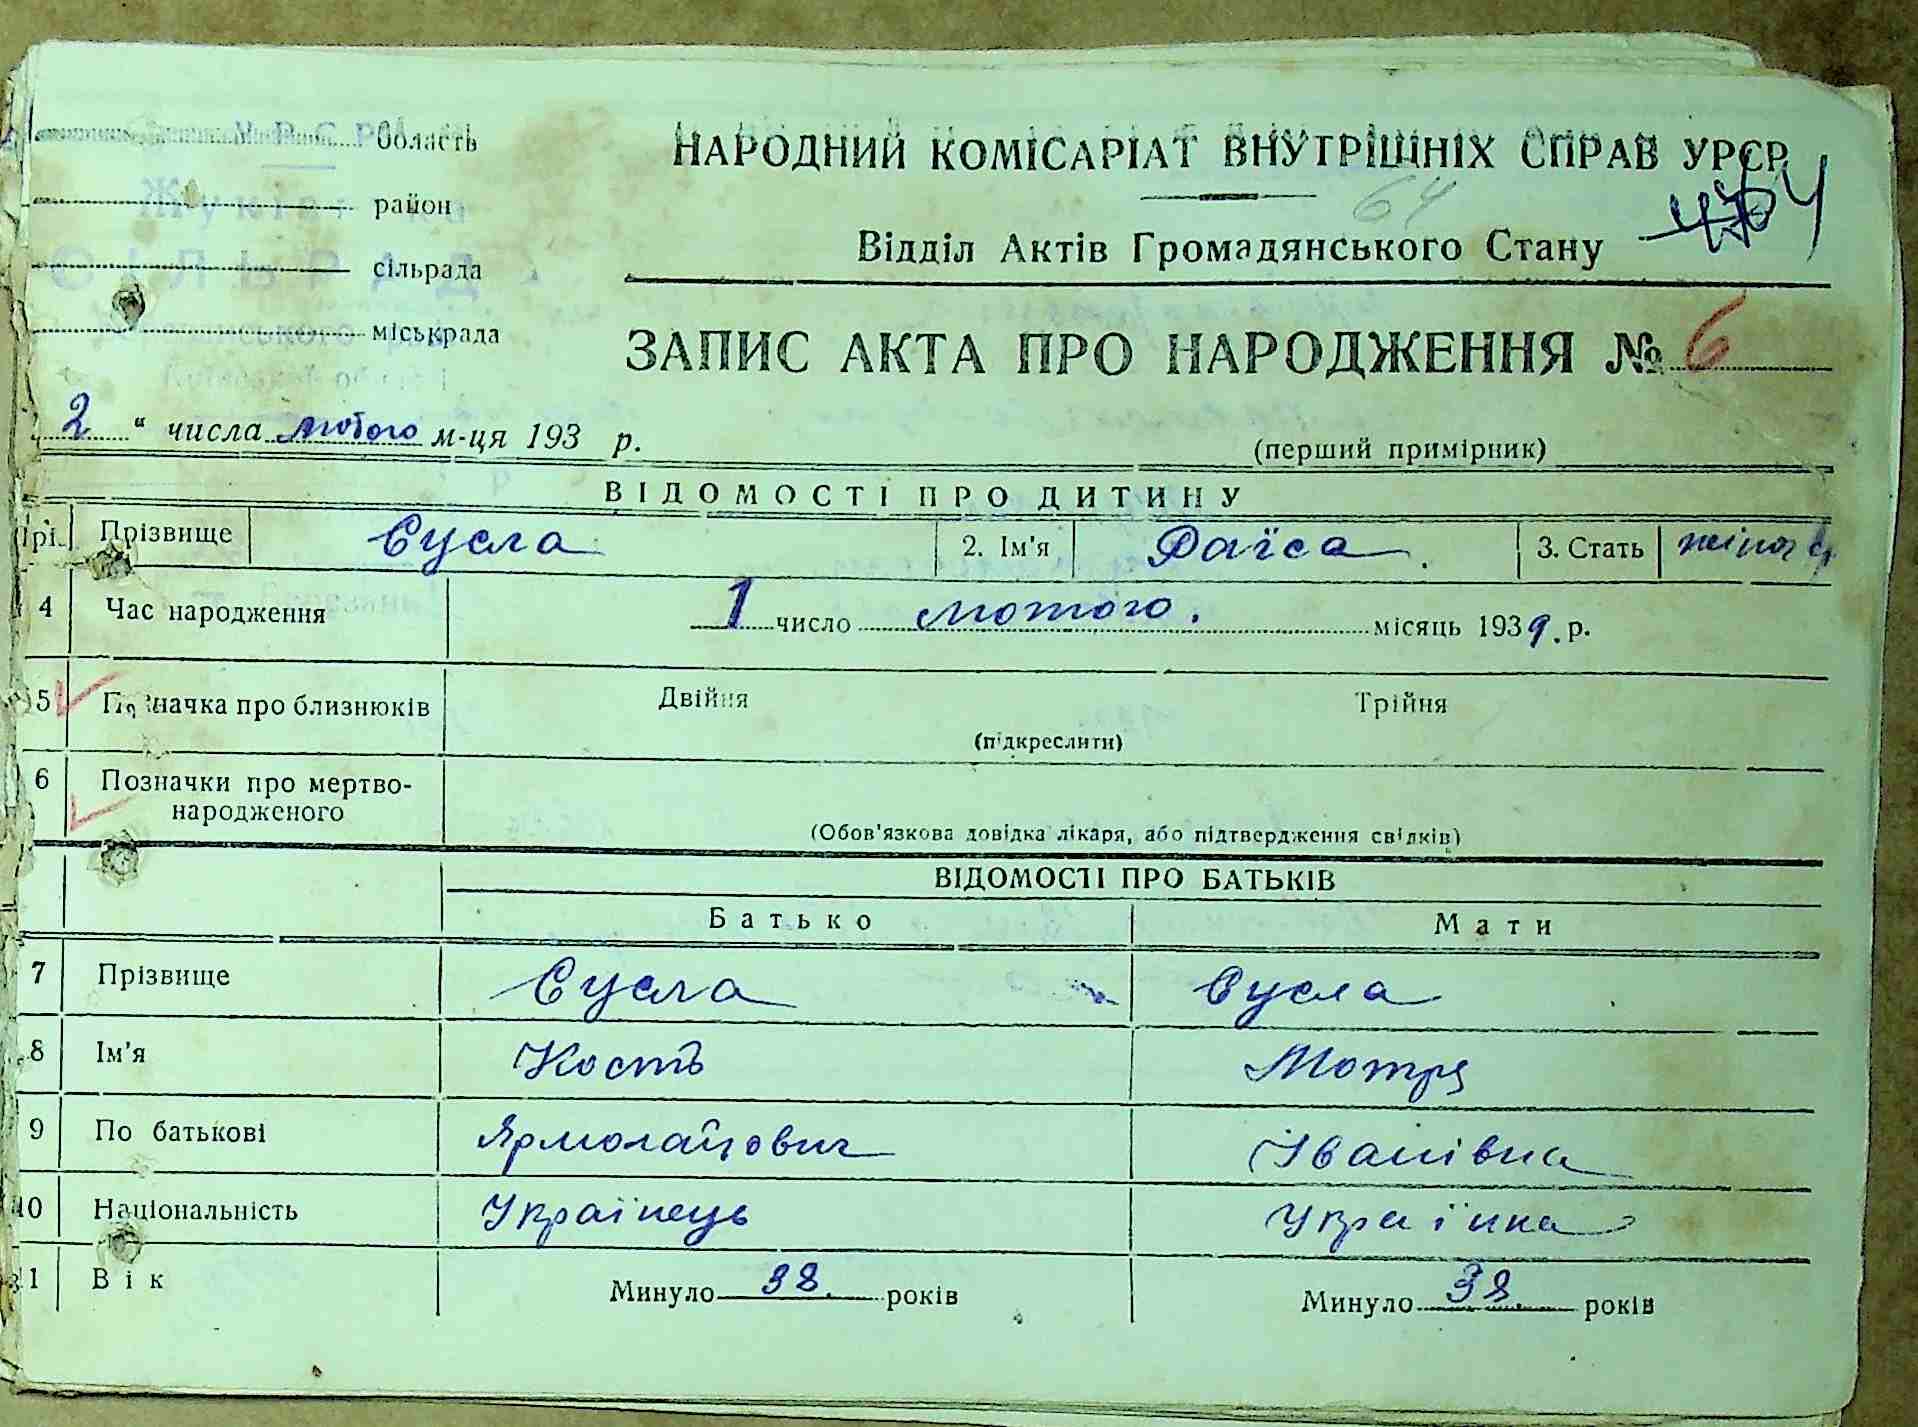 У.Р.С.Р. Область
район
СІЛЬРАДА сільрада
міськрада
НАРОДНИЙ КОМІСАРІАТ ВНУТРІШНІХ СПРАВ УРСР
64
Відділ Актів Громадянського Стану
ЗАПИС АКТА ПРО НАРОДЖЕННЯ № 6
2 " числа лютого м-ця 193 р.
(перший примірник)
ВІДОМОСТІ ПРО ДИТИНУ
Прізвище Сусла 2. Ім'я Раїса 3. Стать жіноч
4 Час народження 1 число лютого. місяць 1939. р.
5 Позначка про близнюків Двійня Трійня
(підкреслити)
6 Позначки про мертво-
народженого
(Обов'язкова довідка лікаря, або підтвердження свідків)
ВІДОМОСТІ ПРО БАТЬКІВ
Батько Мати
7 Прізвище Сусла Сусла
8 Ім'я Кость Мотря
9 По батькові Ярмолайович Іванівна
10 Національність Українець Українка
11 Вік Минуло 38 років Минуло 38 років